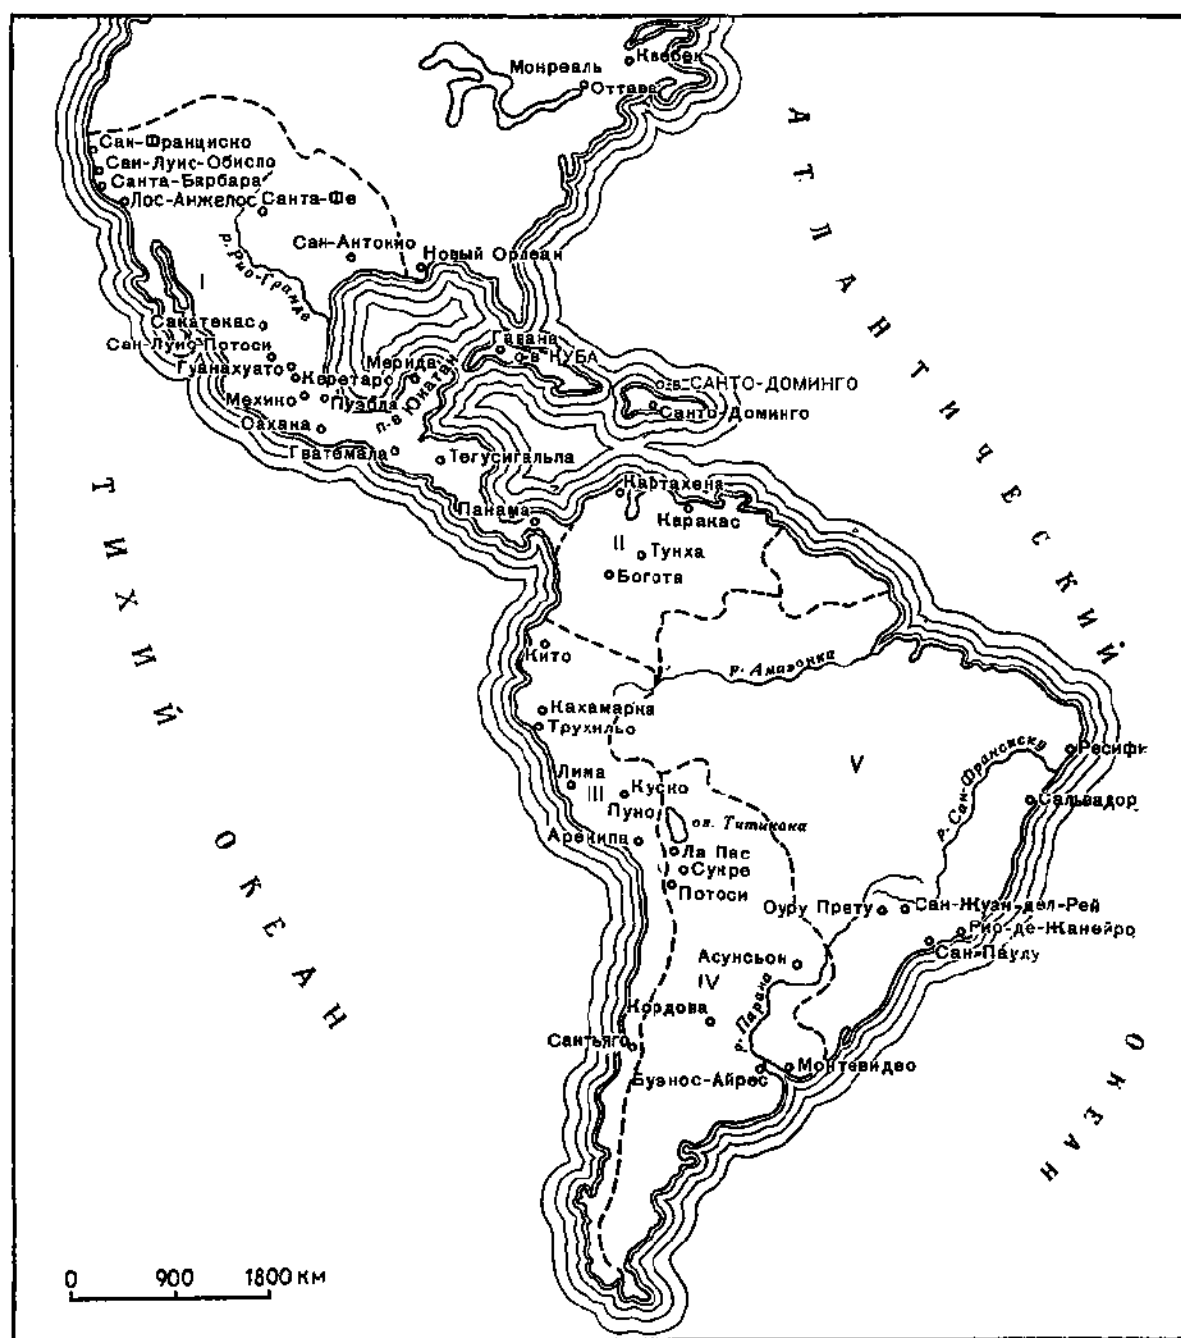 Квебек
Монреаль
Оттава
АТЛАНТИЧЕСКИЙ
Сан-Франциско
Сан-Луис-Обиспо
Санта-Барбара
Лос-Анжелос
Санта-Фе
р. Рио-Гранде
Сан-Антонио
Новый Орлеан
I
Сакатекас
Сан-Луис-Потоси
Гуанахуато
Керетаро
Мехико
Пуэбла
Оахака
Мерида
п-в Юкатан
Гавана
о-в КУБА
о-в САНТО-ДОМИНГО
Санто-Доминго
Гватемала
Тегусигальпа
ТИХИЙ
Картахена
Панама
Каракас
II
Тунха
Богота
Кито
р. Амазонка
Кахамарка
Трухильо
V
Ресифи
р. Сан-Франсиску
Лима
III
Куско
Пуно
оз. Титикака
Сальвадор
Арекипа
Ла Пас
Сукре
Потоси
ОКЕАН
Оуру Прету
Сан-Жуан-дел-Рей
Рио-де-Жанейро
Сан-Паулу
Асунсьон
IV
Кордова
р. Парана
Сантьяго
Буэнос-Айрес
Монтевидео
ОКЕАН
0 900 1800 км